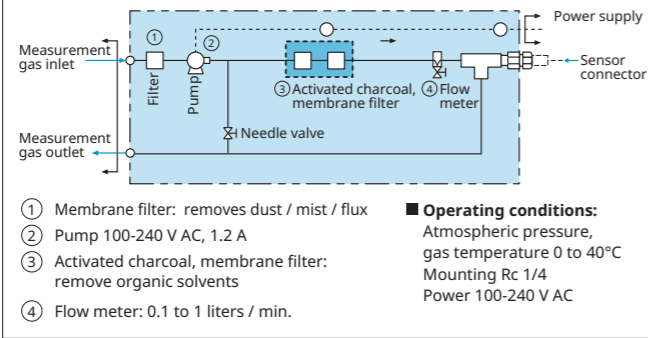 Power supply
①
②
Measurement
gas inlet
Sensor
connector
Filter
Pump
③ Activated charcoal,
membrane filter
④ Flow
meter
Needle valve
Measurement
gas outlet
① Membrane filter: removes dust / mist / flux
② Pump 100-240 V AC, 1.2 A
③ Activated charcoal, membrane filter:
remove organic solvents
④ Flow meter: 0.1 to 1 liters / min.
■ Operating conditions:
Atmospheric pressure,
gas temperature 0 to 40°C
Mounting Rc 1/4
Power 100-240 V AC